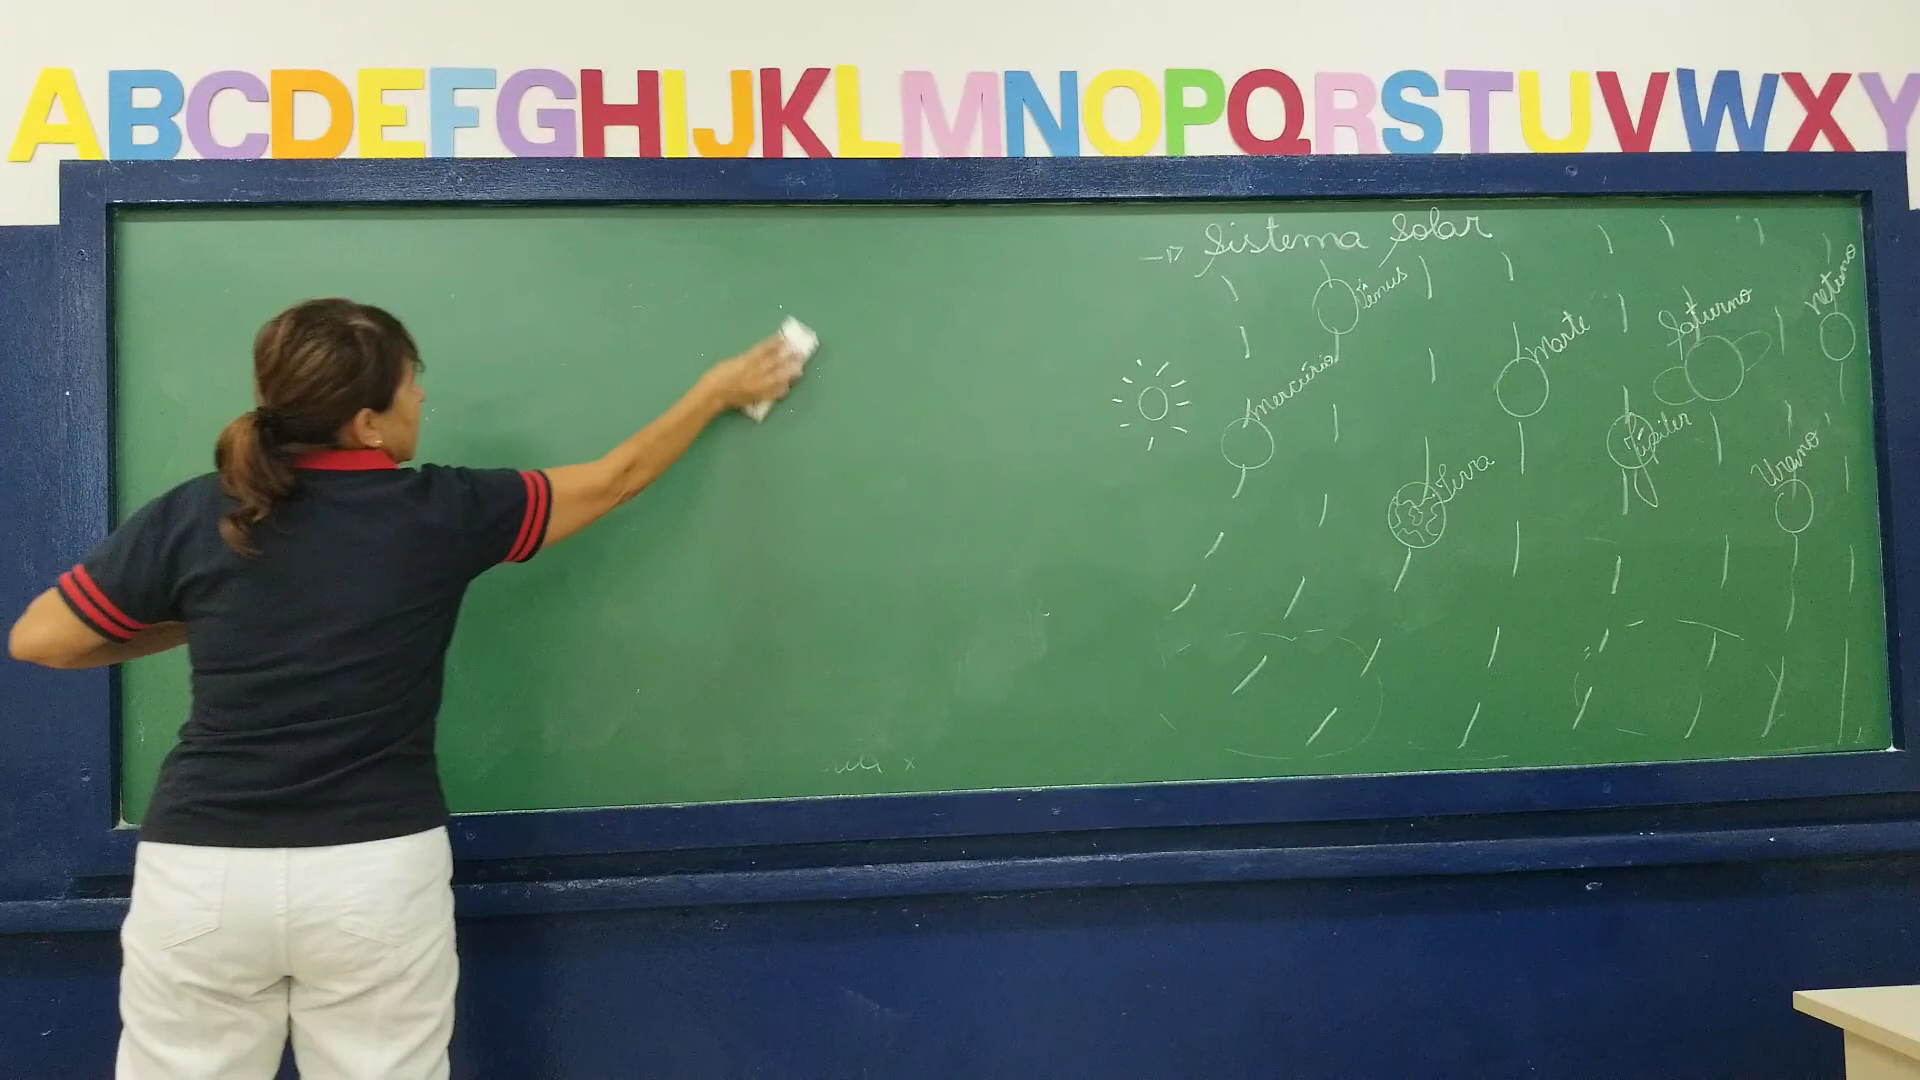 ABCDEFGHIJKLMNOPQRSTUVWXY
Sistema Solar
Vênus
netuno
Saturno
Marte
Mercúrio
Júpiter
Terra
Urano